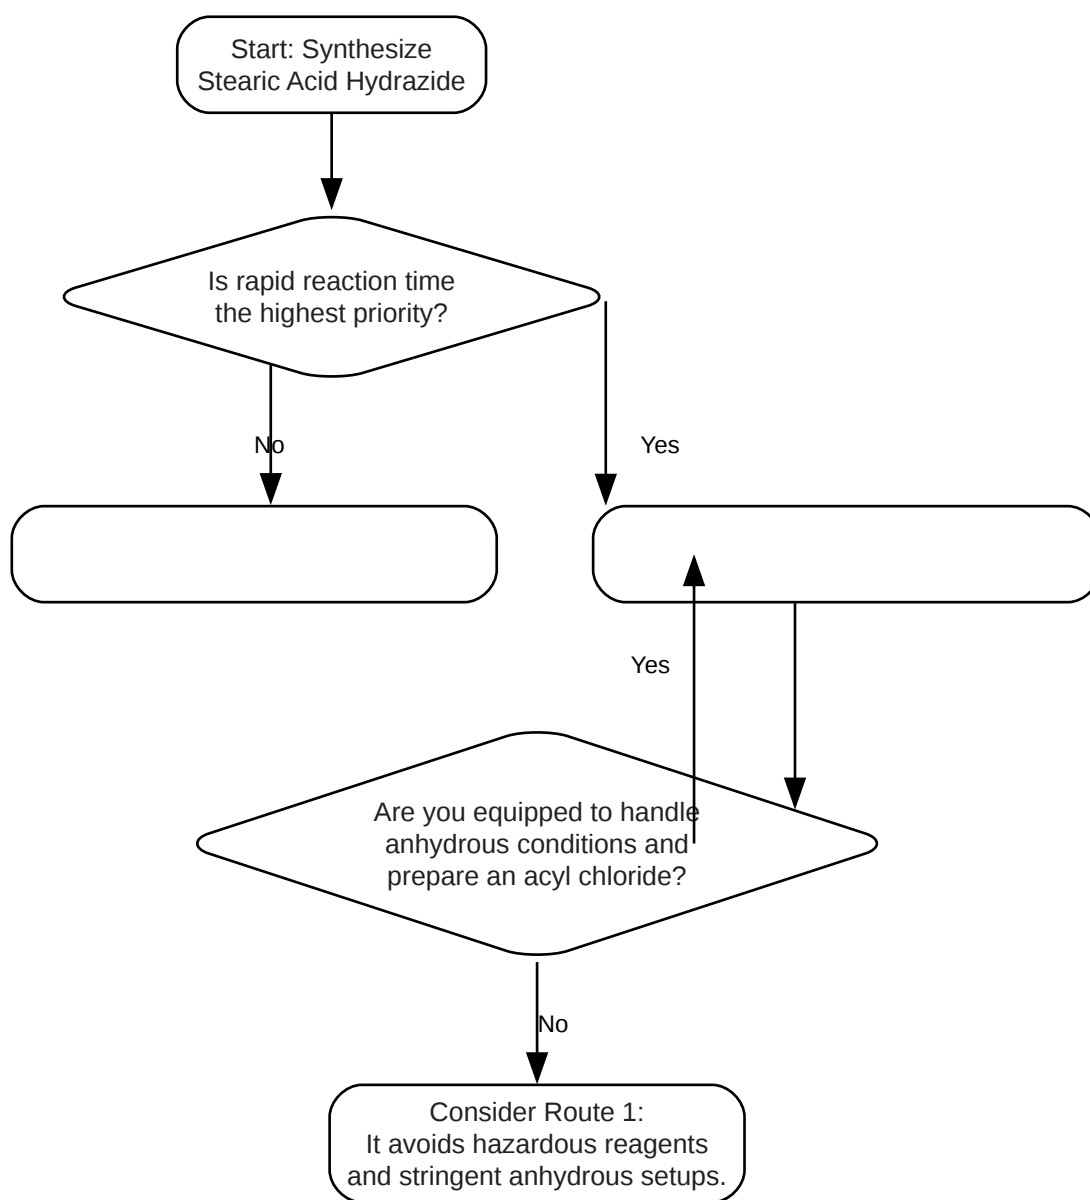 Start: Synthesize
Stearic Acid Hydrazide
Is rapid reaction time
the highest priority?
No
Yes
Yes
Are you equipped to handle
anhydrous conditions and
prepare an acyl chloride?
No
Consider Route 1:
It avoids hazardous reagents
and stringent anhydrous setups.